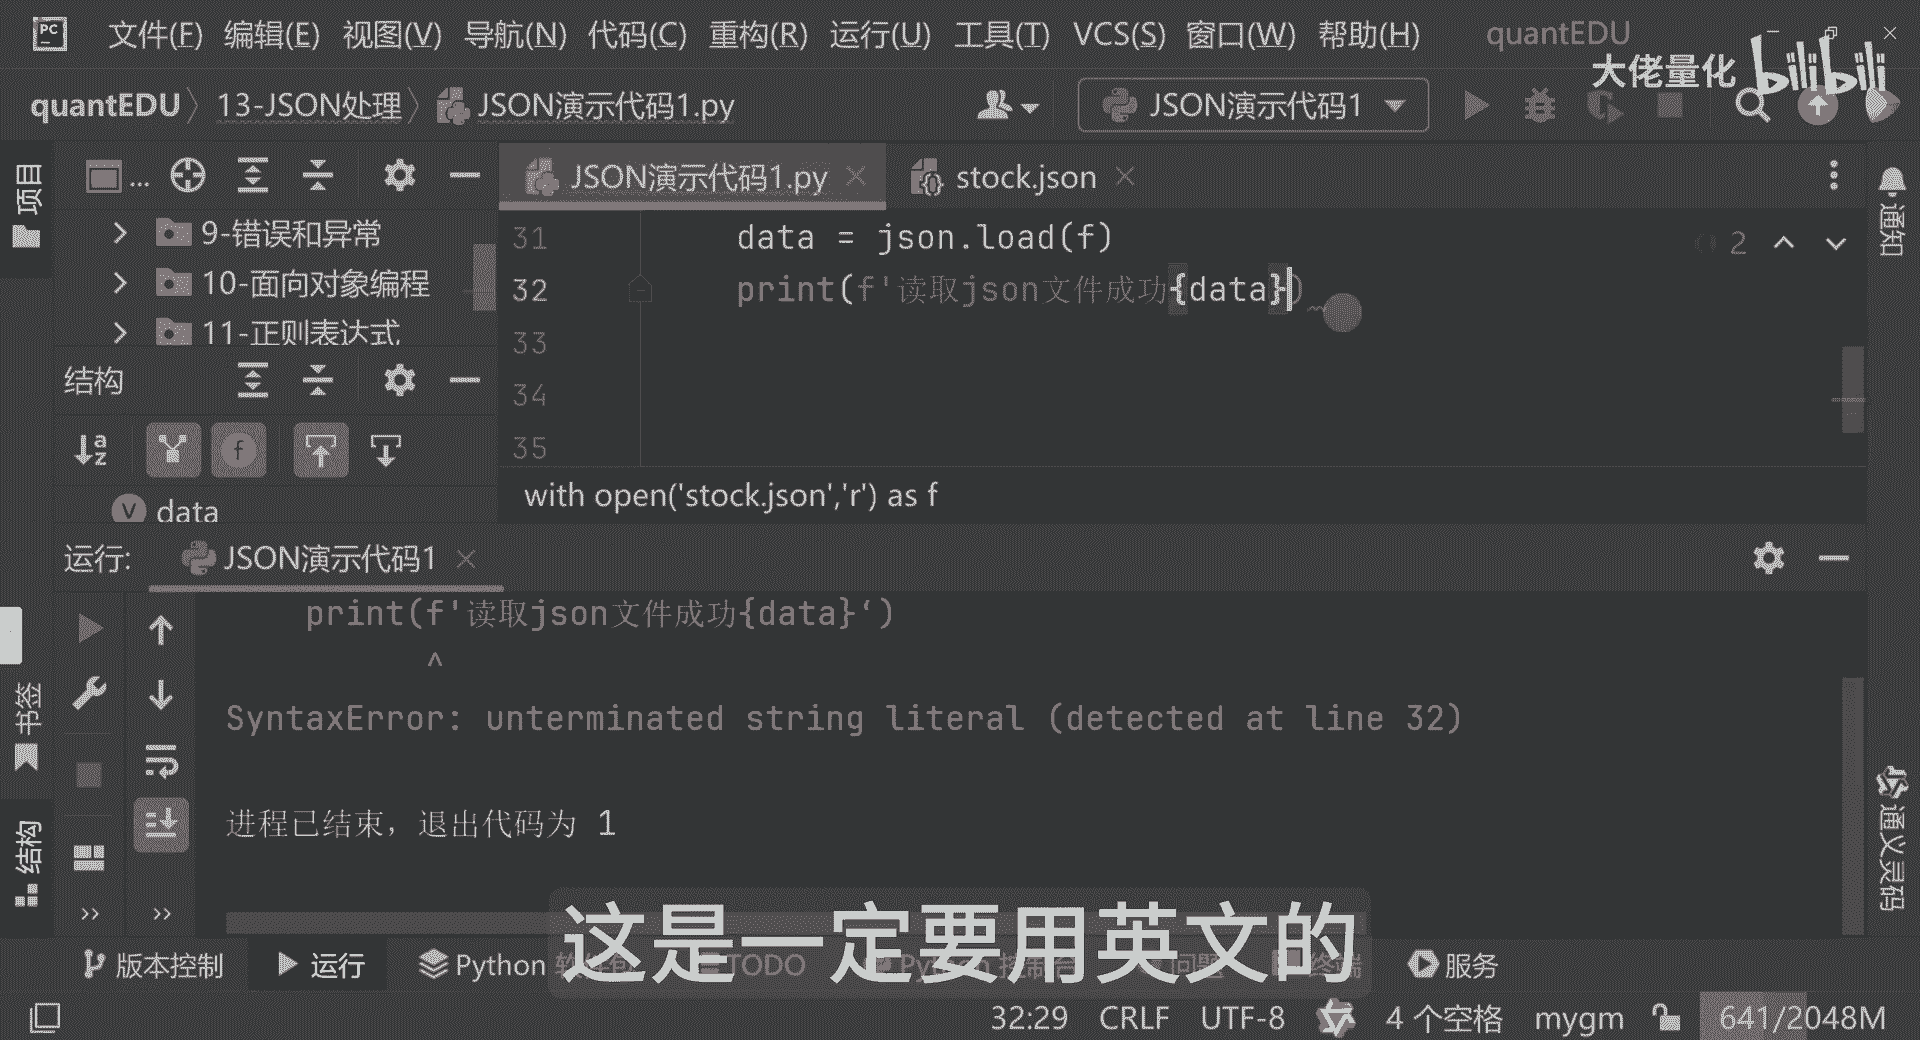 文件(F) 编辑(E) 视图(V) 导航(N) 代码(C) 重构(R) 运行(U) 工具(T) VCS(S) 窗口(W) 帮助(H) quantEDU
大佬量化 bilibili
quantEDU 13-JSON处理 JSON演示代码1.py JSON演示代码1
项目
...
JSON演示代码1.py
stock.json
通知
9-错误和异常
10-面向对象编程
11-正则表达式
31 data = json.load(f)
2
32 print(f'读取json文件成功{data})
33
34
35
结构
data
with open('stock.json','r') as f
运行: JSON演示代码1
print(f'读取json文件成功{data}‘)
^
SyntaxError: unterminated string literal (detected at line 32)
进程已结束，退出代码为 1
书签
结构
通义灵码
这是一定要用英文的
版本控制 运行 Python TODO 服务
32:29 CRLF UTF-8 4 个空格 mygm 641/2048M